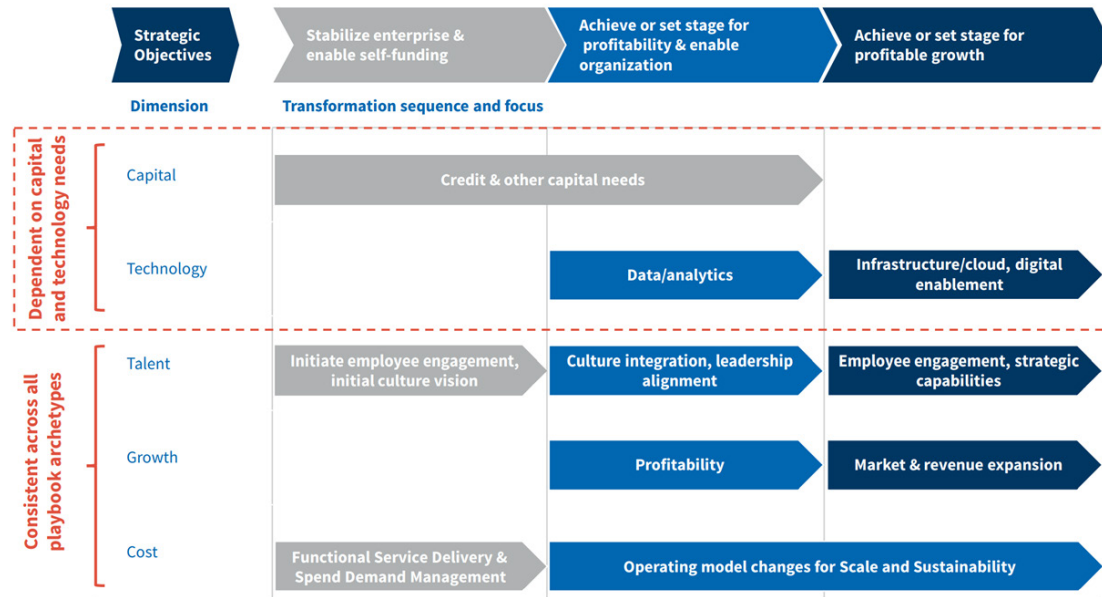 Strategic
Objectives
Stabilize enterprise &
enable self-funding
Achieve or set stage for
profitability & enable
organization
Achieve or set stage for
profitable growth
Dimension
Transformation sequence and focus
Dependent on capital
and technology needs
Capital
Credit & other capital needs
Technology
Data/analytics
Infrastructure/cloud, digital
enablement
Consistent across all
playbook archetypes
Talent
Initiate employee engagement,
initial culture vision
Culture integration, leadership
alignment
Employee engagement, strategic
capabilities
Growth
Profitability
Market & revenue expansion
Cost
Functional Service Delivery &
Spend Demand Management
Operating model changes for Scale and Sustainability